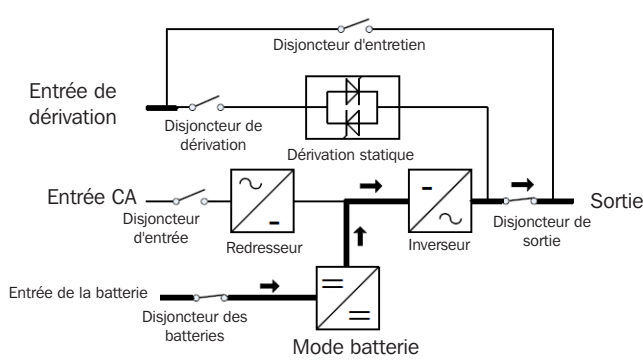 Disjoncteur d'entretien
Entrée de
dérivation
Disjoncteur de
dérivation
Dérivation statique
Entrée CA
Disjoncteur
d'entrée
Redresseur
Inverseur
Sortie
Disjoncteur de
sortie
Entrée de la batterie
Disjoncteur des
batteries
Mode batterie